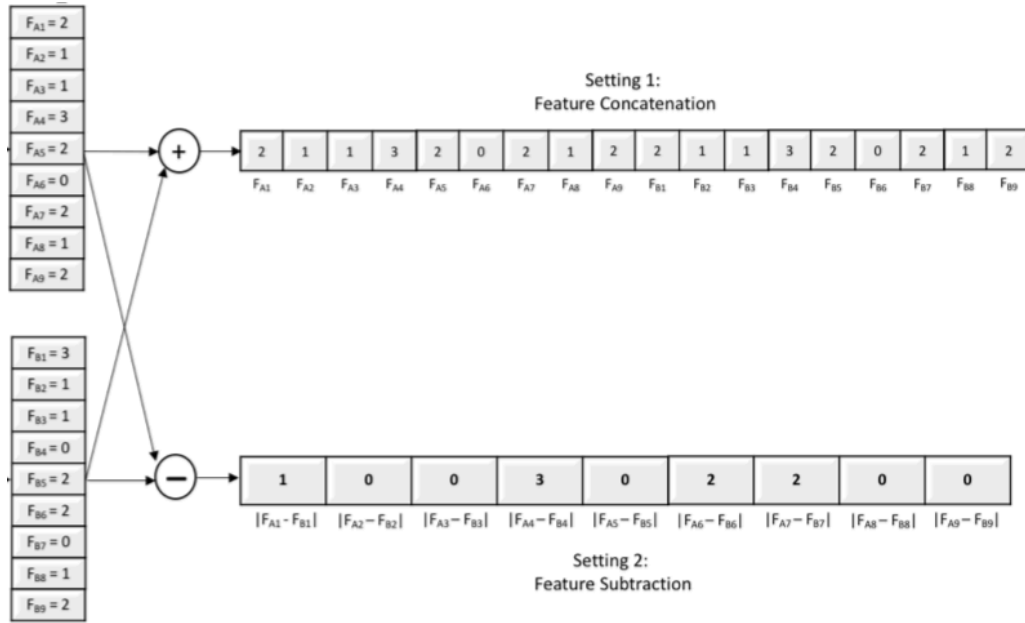 F_A1 = 2
F_A2 = 1
F_A3 = 1
F_A4 = 3
F_A5 = 2
F_A6 = 0
F_A7 = 2
F_A8 = 1
F_A9 = 2
Setting 1:
Feature Concatenation
+
2 1 1 3 2 0 2 1 2 2 1 1 3 2 0 2 1 2
F_A1 F_A2 F_A3 F_A4 F_A5 F_A6 F_A7 F_A8 F_A9 F_B1 F_B2 F_B3 F_B4 F_B5 F_B6 F_B7 F_B8 F_B9
F_B1 = 3
F_B2 = 1
F_B3 = 1
F_B4 = 0
F_B5 = 2
F_B6 = 2
F_B7 = 0
F_B8 = 1
F_B9 = 2
−
1 0 0 3 0 2 2 0 0
|F_A1 - F_B1| |F_A2 – F_B2| |F_A3 – F_B3| |F_A4 – F_B4| |F_A5 – F_B5| |F_A6 – F_B6| |F_A7 – F_B7| |F_A8 – F_B8| |F_A9 – F_B9|
Setting 2:
Feature Subtraction